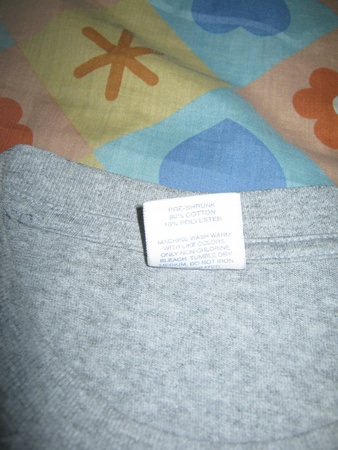 PRE-SHRUNK
90% COTTON
10% POLYESTER
MACHINE WASH WARM
WITH LIKE COLORS.
ONLY NON CHLORINE
BLEACH. TUMBLE DRY
MEDIUM. DO NOT IRON